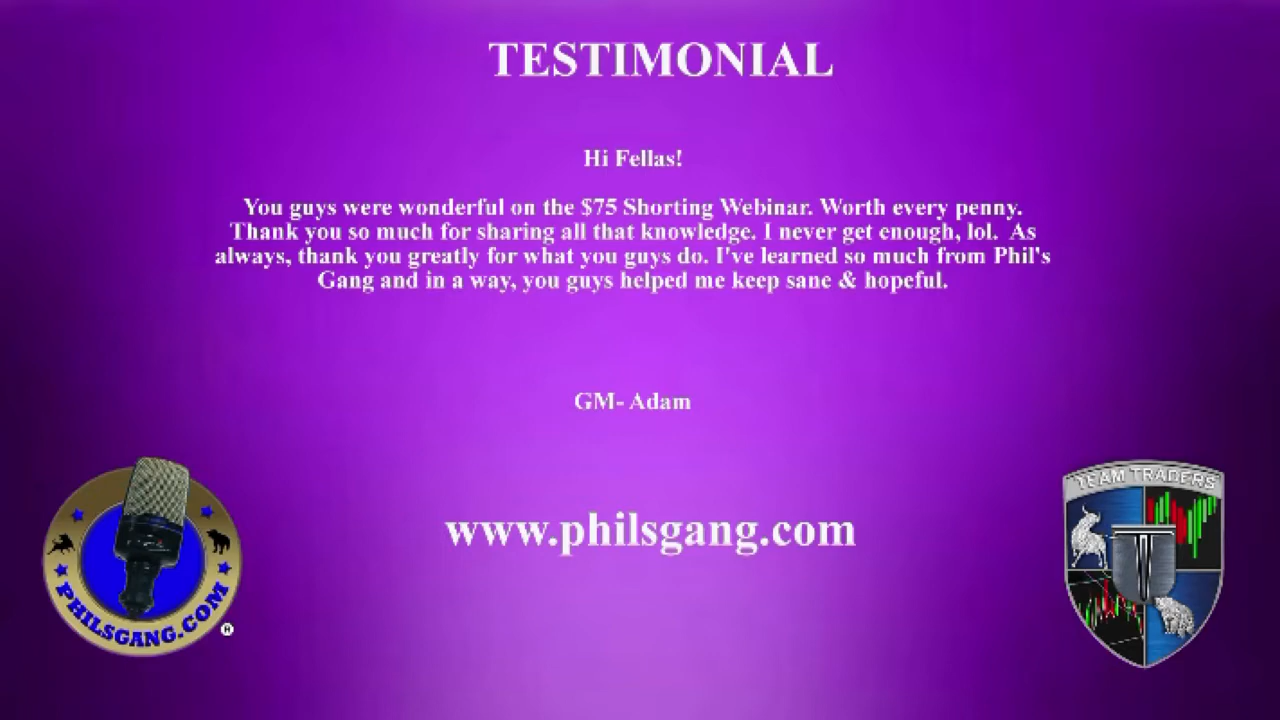 TESTIMONIAL
Hi Fellas!
You guys were wonderful on the $75 Shorting Webinar. Worth every penny.
Thank you so much for sharing all that knowledge. I never get enough, lol.  As
always, thank you greatly for what you guys do. I've learned so much from Phil's
Gang and in a way, you guys helped me keep sane & hopeful.
GM- Adam
www.philsgang.com
PHILSGANG.COM
®
TEAM TRADERS
T